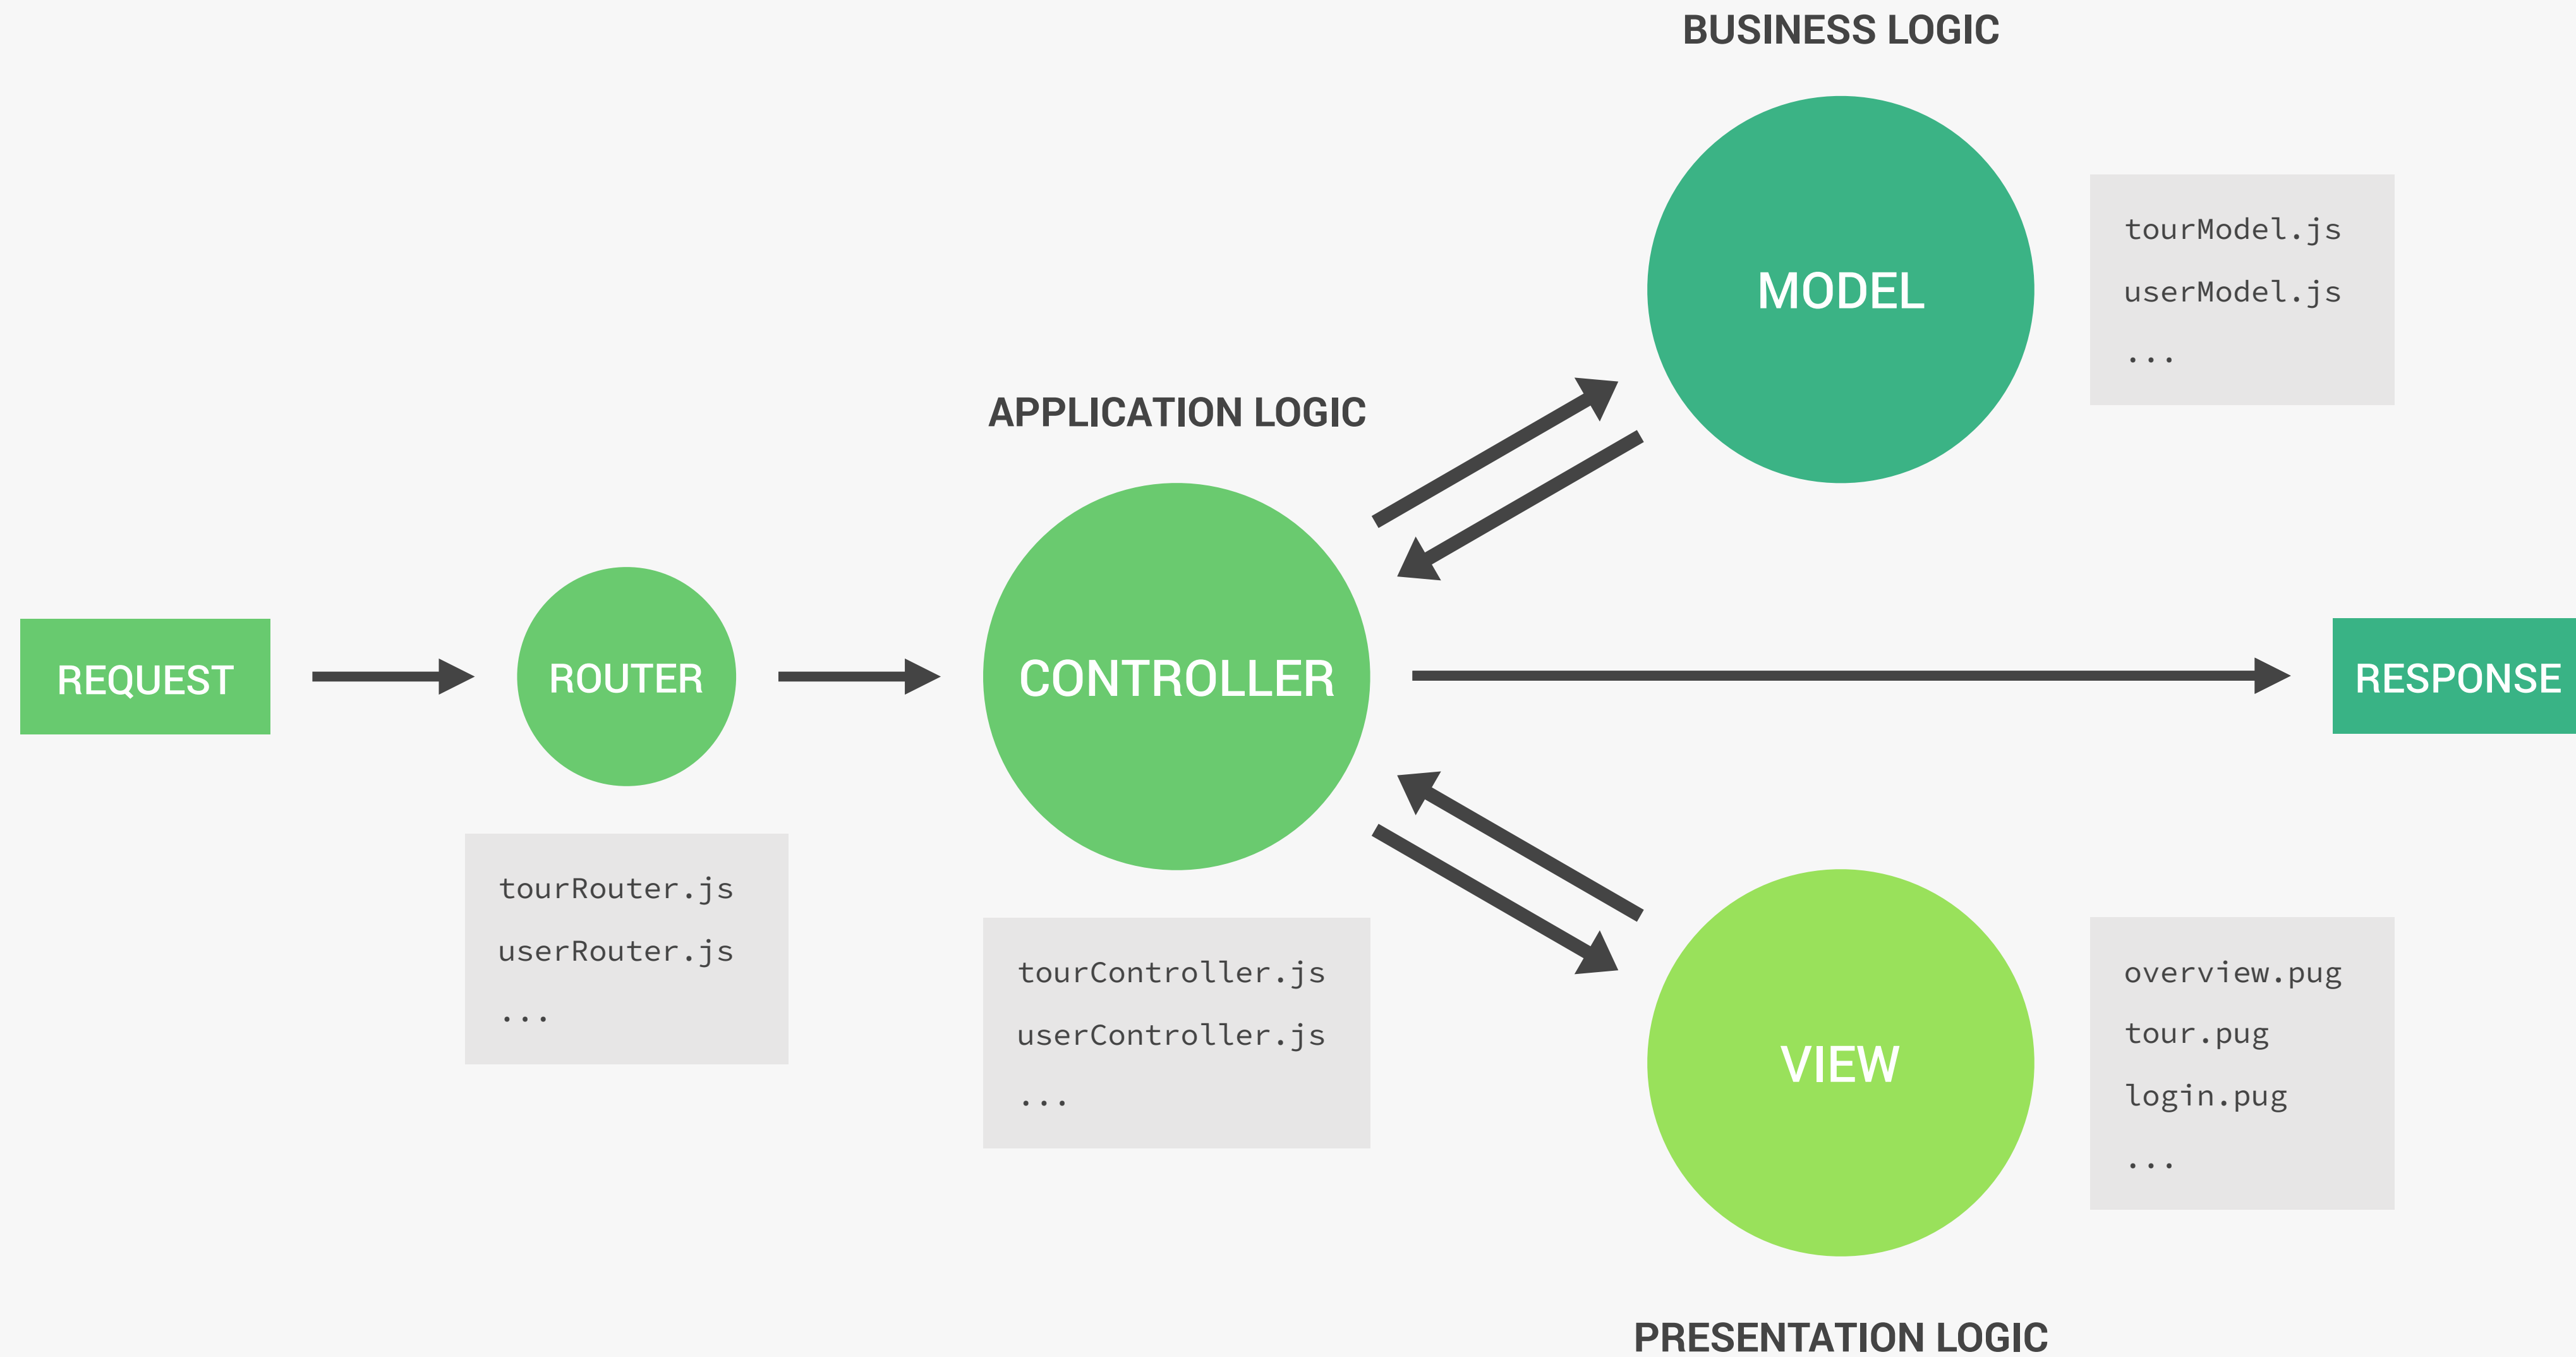 BUSINESS LOGIC
MODEL
tourModel.js
userModel.js
...
APPLICATION LOGIC
REQUEST
ROUTER
CONTROLLER
RESPONSE
tourRouter.js
userRouter.js
...
tourController.js
userController.js
...
VIEW
overview.pug
tour.pug
login.pug
...
PRESENTATION LOGIC